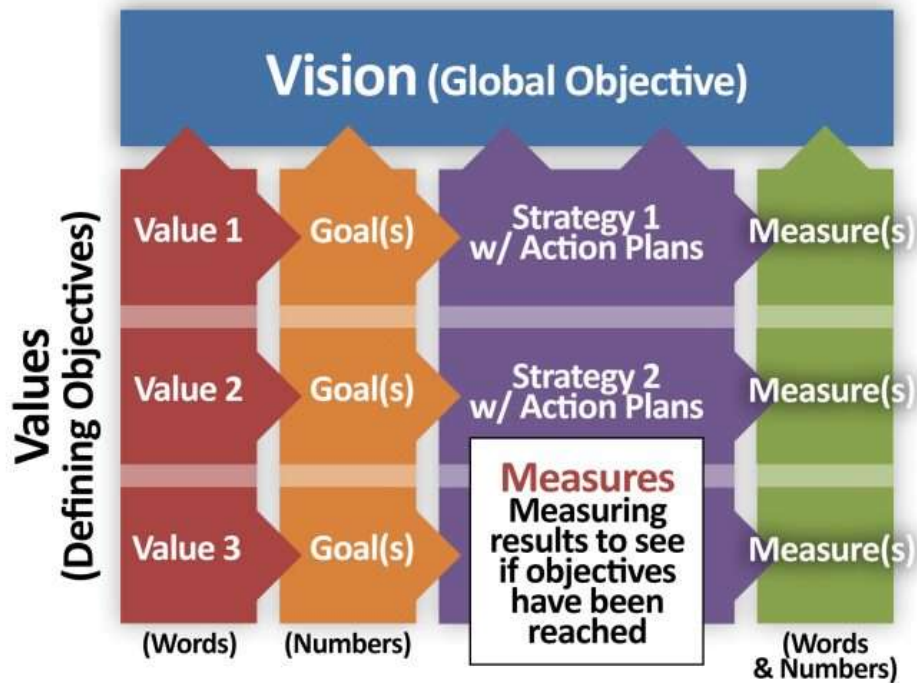 Vision (Global Objective)
Values
(Defining Objectives)
Value 1
Goal(s)
Strategy 1
w/ Action Plans
Measure(s)
Value 2
Goal(s)
Strategy 2
w/ Action Plans
Measure(s)
Value 3
Goal(s)
Measures
Measuring
results to see
if objectives
have been
reached
Measure(s)
(Words)
(Numbers)
(Words
& Numbers)